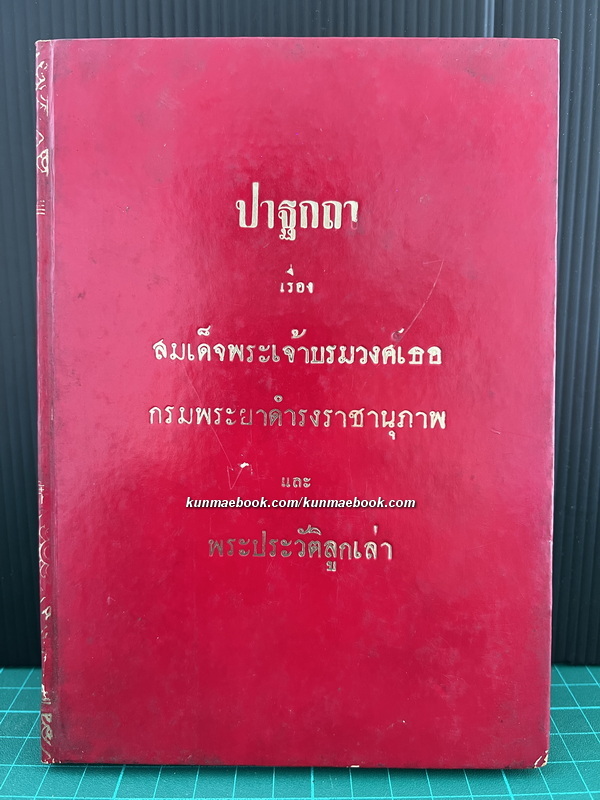 ปาฐกถา
เรื่อง
สมเด็จพระเจ้าบรมวงศ์เธอ
กรมพระยาดำรงราชานุภาพ
และ
kunmaebook.com/kunmaebook.com
พระประวัติลูกเล่า